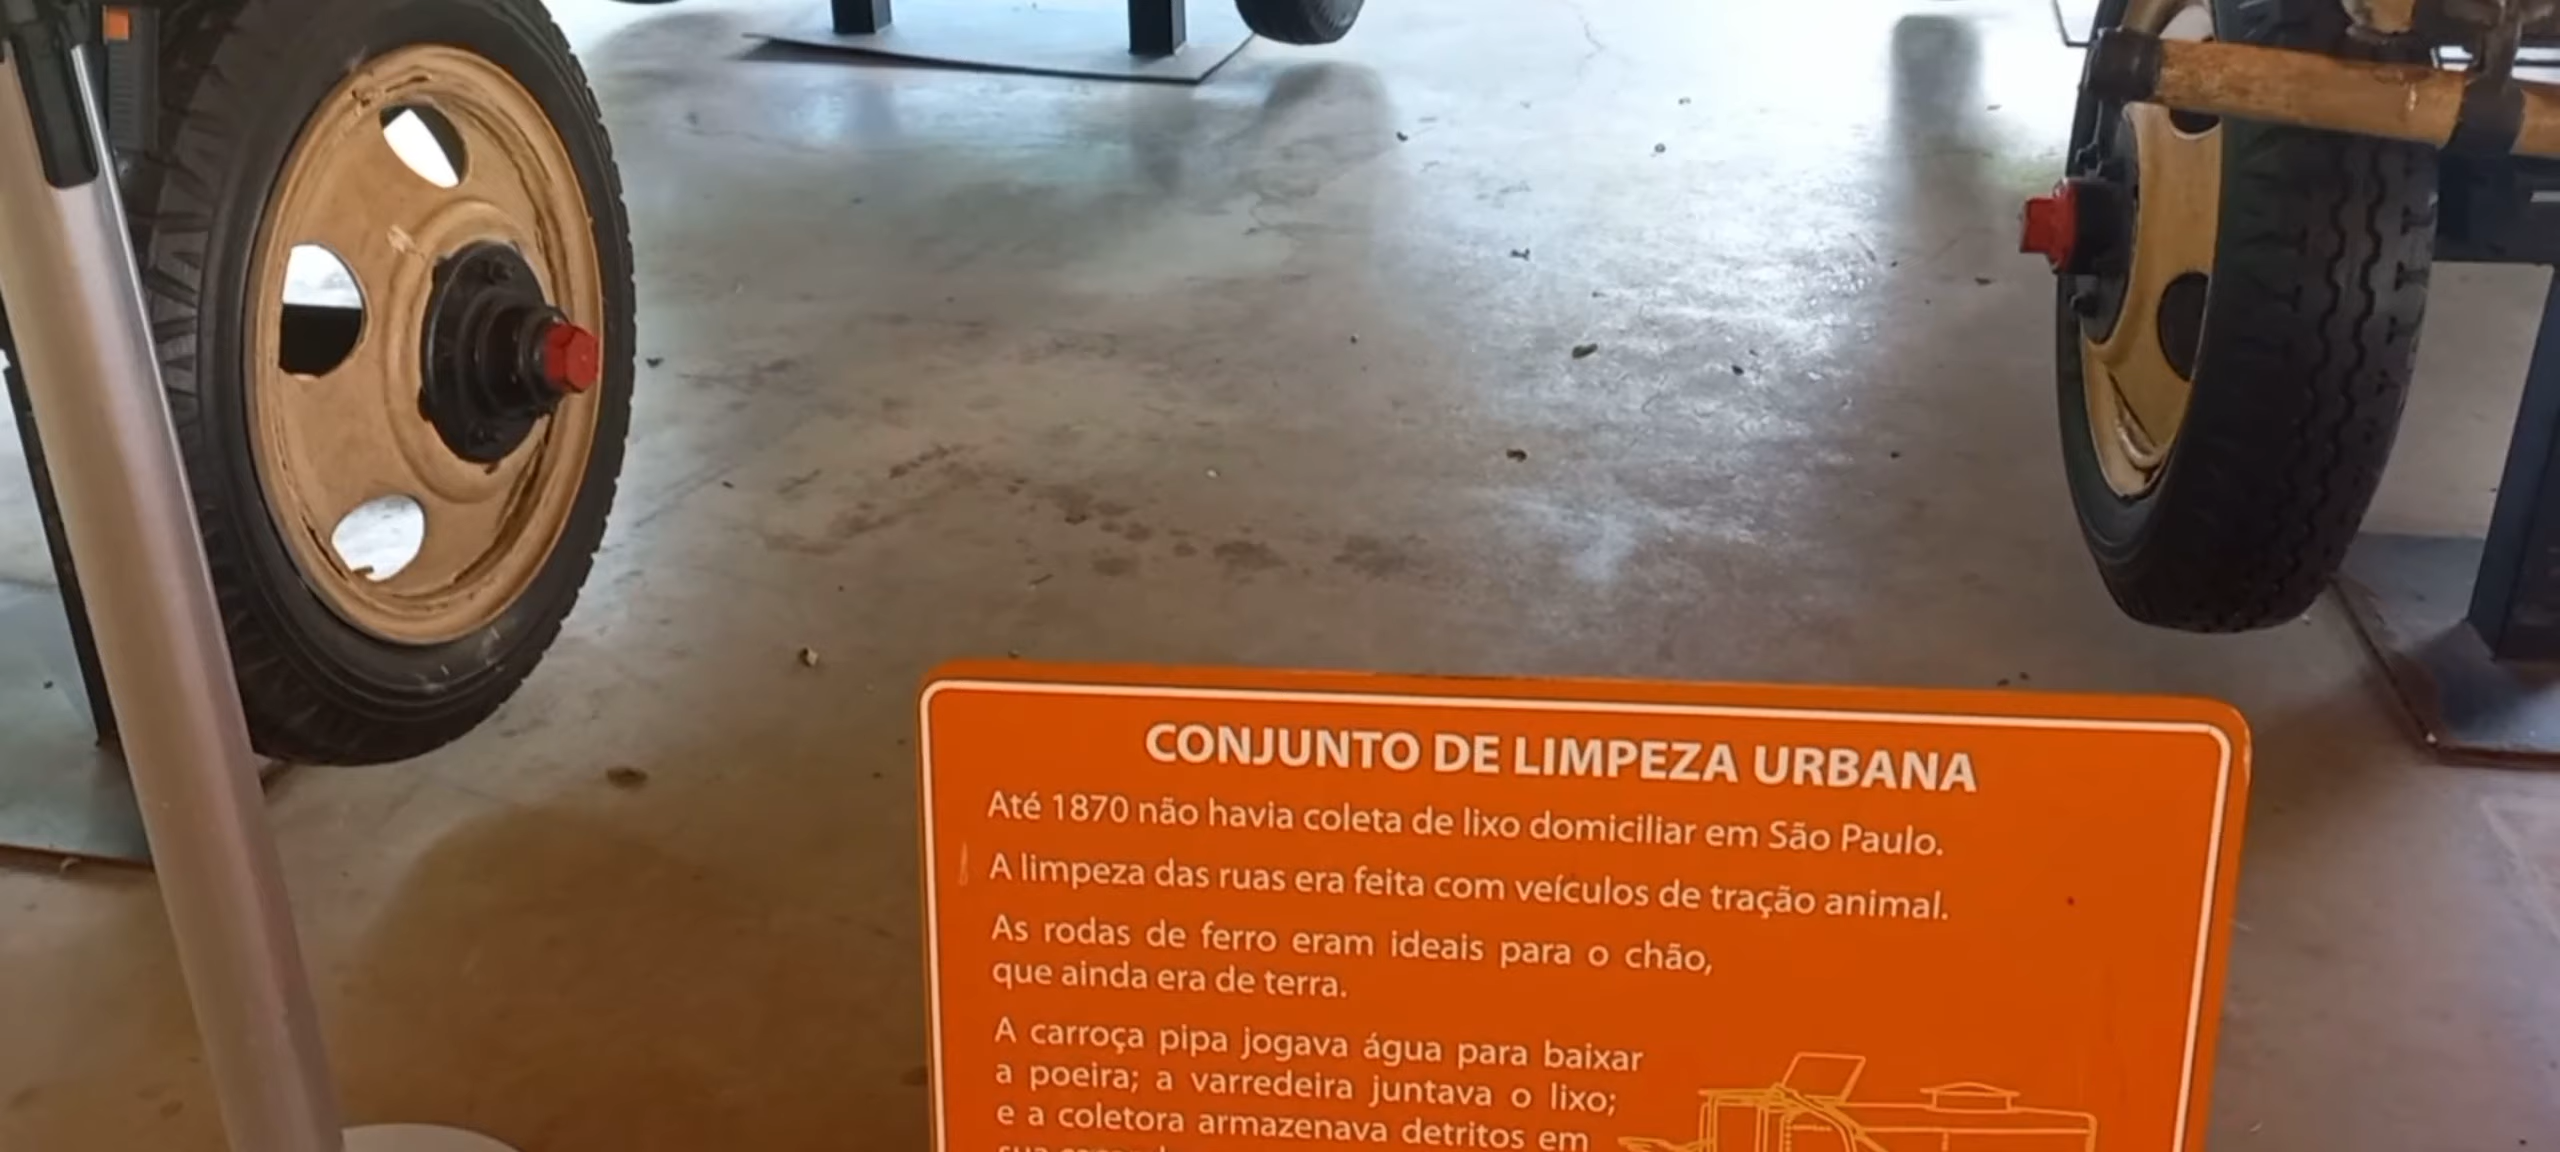 CONJUNTO DE LIMPEZA URBANA
Até 1870 não havia coleta de lixo domiciliar em São Paulo.
A limpeza das ruas era feita com veículos de tração animal.
As rodas de ferro eram ideais para o chão,
que ainda era de terra.
A carroça pipa jogava água para baixar
a poeira; a varredeira juntava o lixo;
e a coletora armazenava detritos em
sua